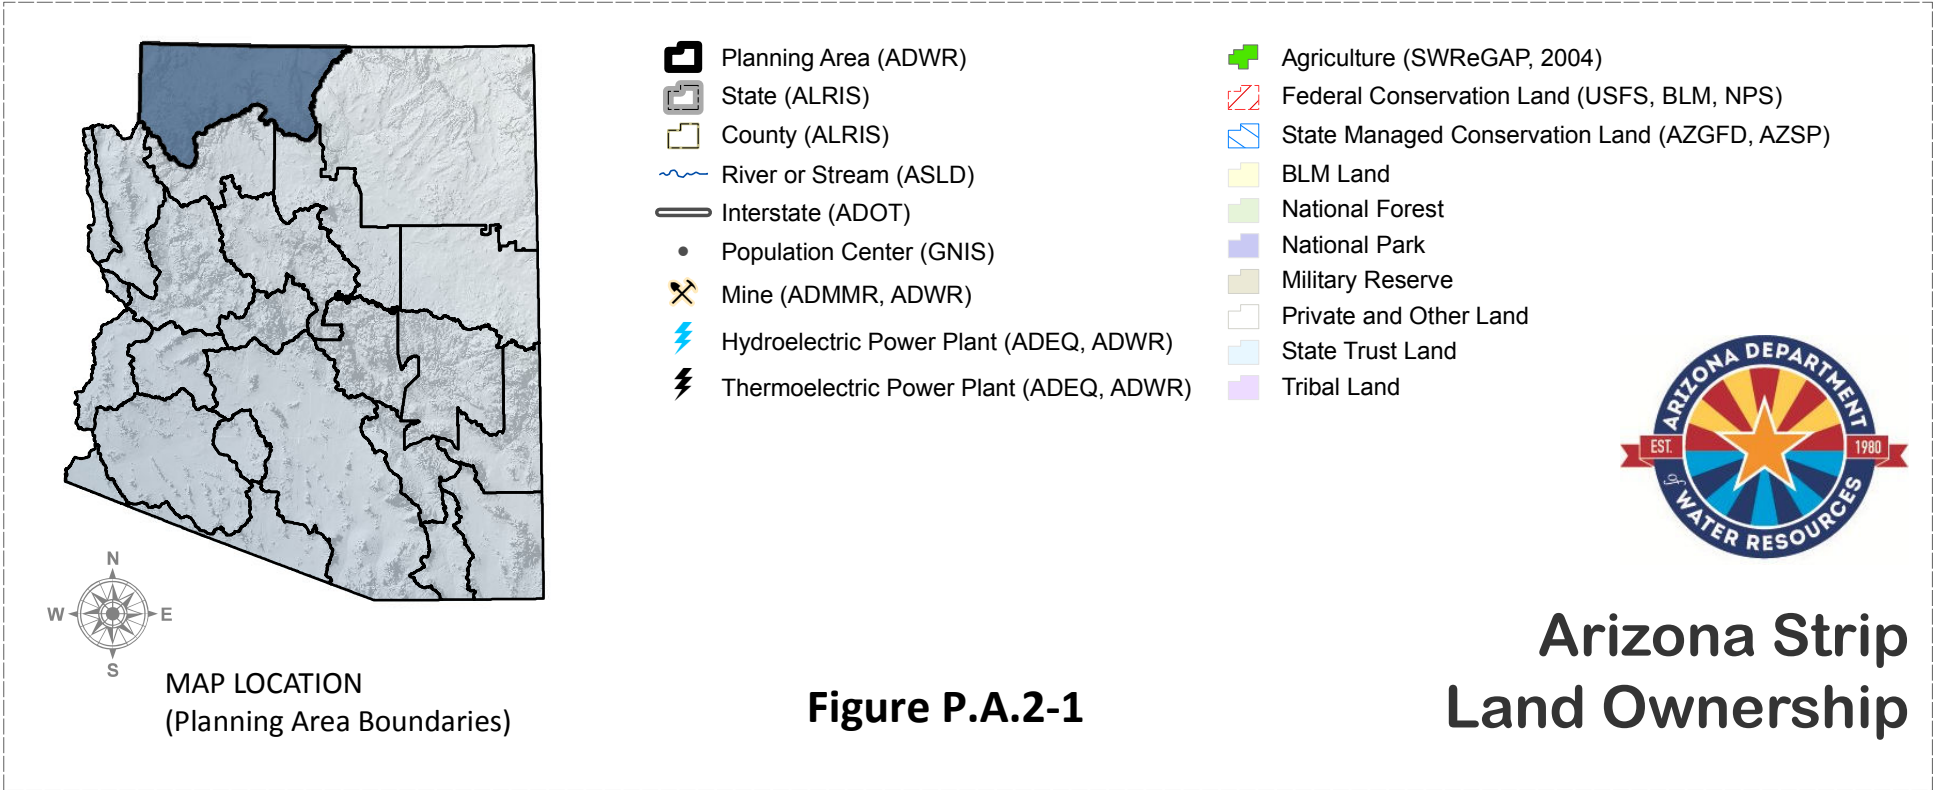 Planning Area (ADWR)
State (ALRIS)
County (ALRIS)
River or Stream (ASLD)
Interstate (ADOT)
Population Center (GNIS)
Mine (ADMMR, ADWR)
Hydroelectric Power Plant (ADEQ, ADWR)
Thermoelectric Power Plant (ADEQ, ADWR)
Agriculture (SWReGAP, 2004)
Federal Conservation Land (USFS, BLM, NPS)
State Managed Conservation Land (AZGFD, AZSP)
BLM Land
National Forest
National Park
Military Reserve
Private and Other Land
State Trust Land
Tribal Land
ARIZONA DEPARTMENT
EST. 1980
of WATER RESOURCES
N
W E
S
MAP LOCATION
(Planning Area Boundaries)
Figure P.A.2-1
Arizona Strip
Land Ownership